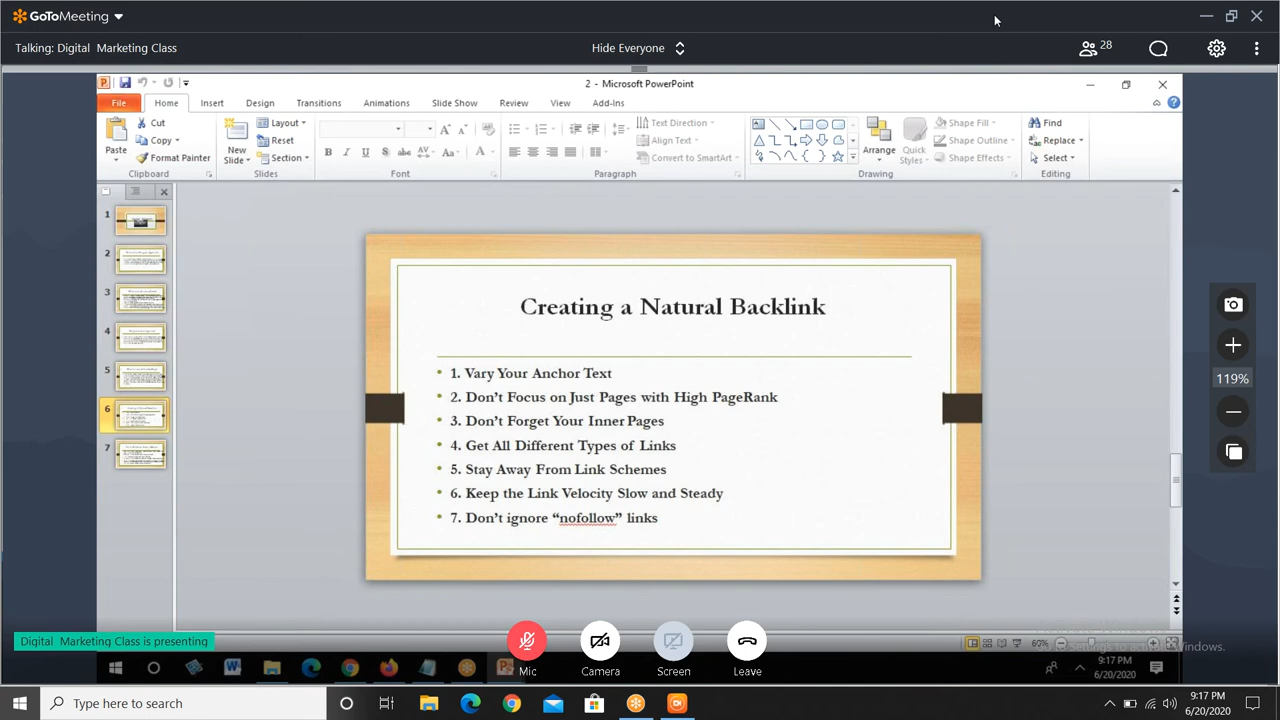 GoToMeeting
Talking: Digital Marketing Class
Hide Everyone
28
2 - Microsoft PowerPoint
File Home Insert Design Transitions Animations Slide Show Review View Add-Ins
Paste
Cut
Copy
Format Painter
Clipboard
New Slide
Layout
Reset
Section
Slides
Font
Text Direction
Align Text
Convert to SmartArt
Paragraph
Arrange
Quick Styles
Shape Fill
Shape Outline
Shape Effects
Drawing
Find
Replace
Select
Editing
1
2
3
4
5
6
7
Creating a Natural Backlink
• 1. Vary Your Anchor Text
• 2. Don’t Focus on Just Pages with High PageRank
• 3. Don’t Forget Your Inner Pages
• 4. Get All Different Types of Links
• 5. Stay Away From Link Schemes
• 6. Keep the Link Velocity Slow and Steady
• 7. Don’t ignore “nofollow” links
119%
Digital Marketing Class is presenting
60%
Mic Camera Screen Leave
9:17 PM
6/20/2020
Type here to search
9:17 PM
6/20/2020